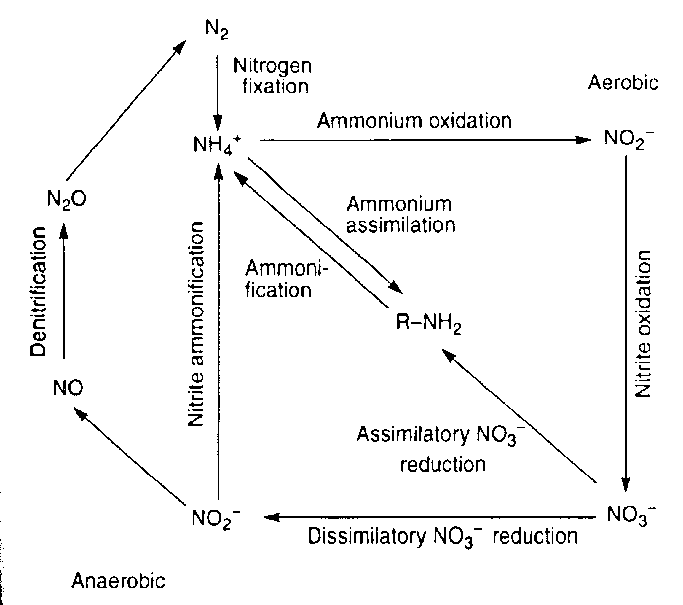 N₂
Nitrogen
fixation
Aerobic
Ammonium oxidation
NH₄⁺
NO₂⁻
N₂O
Ammonium
assimilation
Ammoni-
fication
Denitrification
Nitrite ammonification
Nitrite oxidation
R–NH₂
NO
Assimilatory NO₃⁻
reduction
NO₂⁻
NO₃⁻
Dissimilatory NO₃⁻ reduction
Anaerobic